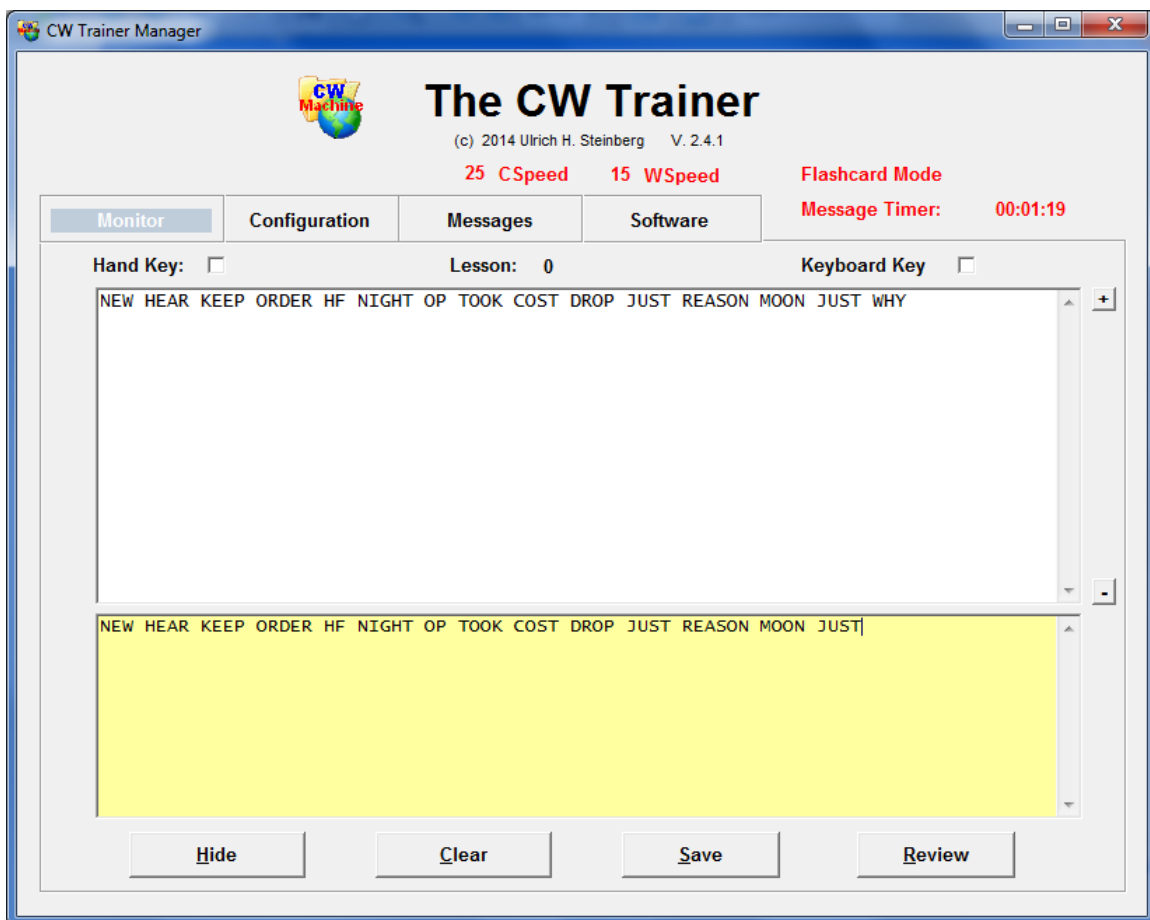 CW Trainer Manager
CW
Machine
The CW Trainer
(c) 2014 Ulrich H. Steinberg V. 2.4.1
25 CSpeed 15 WSpeed Flashcard Mode
Monitor Configuration Messages Software Message Timer: 00:01:19
Hand Key: Lesson: 0 Keyboard Key
NEW HEAR KEEP ORDER HF NIGHT OP TOOK COST DROP JUST REASON MOON JUST WHY
+
-
NEW HEAR KEEP ORDER HF NIGHT OP TOOK COST DROP JUST REASON MOON JUST
Hide Clear Save Review